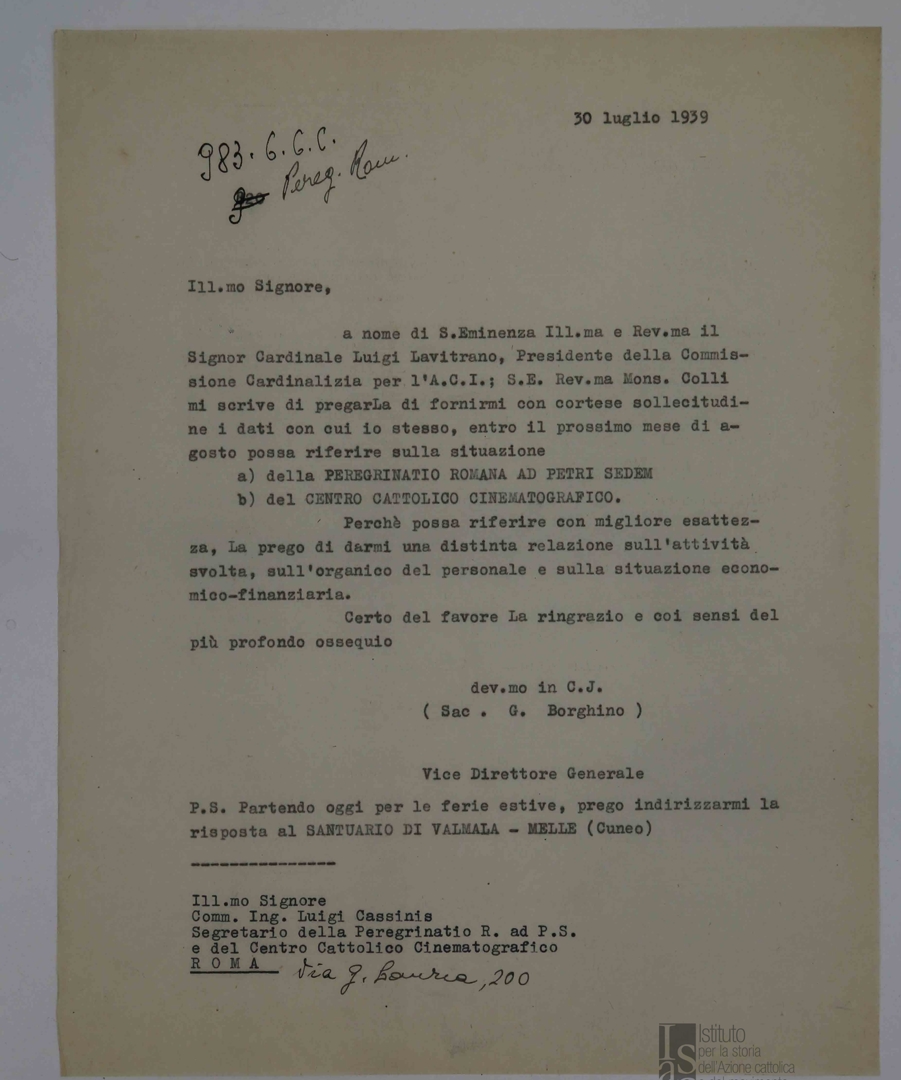 30 luglio 1939
983. C.C.C.
Pereg. Rom.
Ill.mo Signore,
a nome di S.Eminenza Ill.ma e Rev.ma il
Signor Cardinale Luigi Lavitrano, Presidente della Commis-
sione Cardinalizia per l'A.C.I.; S.E. Rev.ma Mons. Colli
mi scrive di pregarLa di fornirmi con cortese sollecitudi-
ne i dati con cui io stesso, entro il prossimo mese di a-
gosto possa riferire sulla situazione
a) della PEREGRINATIO ROMANA AD PETRI SEDEM
b) del CENTRO CATTOLICO CINEMATOGRAFICO.
Perchè possa riferire con migliore esattez-
za, La prego di darmi una distinta relazione sull'attività
svolta, sull'organico del personale e sulla situazione econo-
mico-finanziaria.
Certo del favore La ringrazio e coi sensi del
più profondo ossequio
dev.mo in C.J.
( Sac . G. Borghino )
Vice Direttore Generale
P.S. Partendo oggi per le ferie estive, prego indirizzarmi la
risposta al SANTUARIO DI VALMALA - MELLE (Cuneo)
---------------
Ill.mo Signore
Comm. Ing. Luigi Cassinis
Segretario della Peregrinatio R. ad P.S.
e del Centro Cattolico Cinematografico
R O M A Via G. , 200
Istituto
per la storia
dell'Azione cattolica